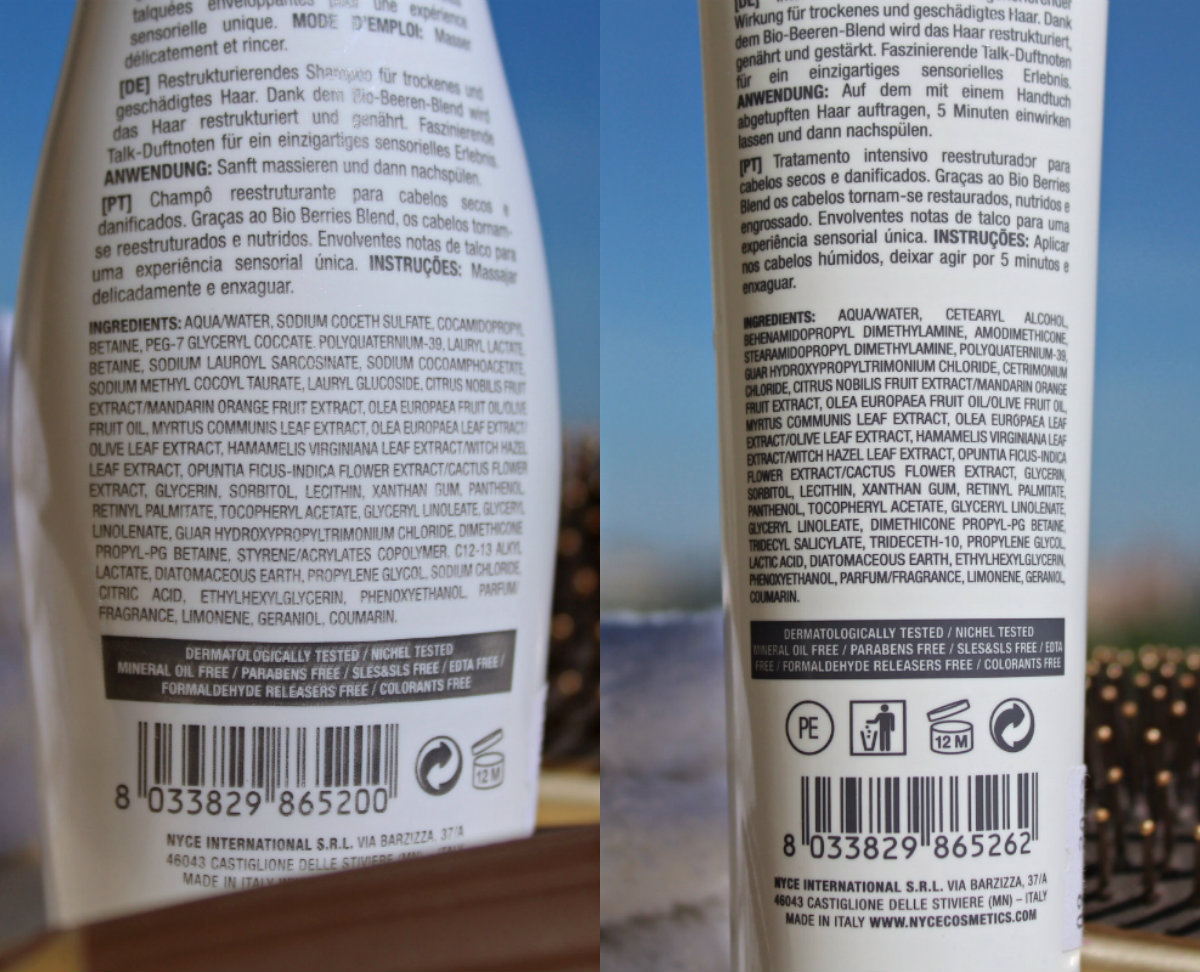 talquées enveloppantes pour une expérience
sensorielle unique. MODE D'EMPLOI: Masser
délicatement et rincer.
[DE] Restrukturierendes Shampoo für trockenes und
geschädigtes Haar. Dank dem Bio-Beeren-Blend wird
das Haar restrukturiert und genährt. Faszinierende
Talk-Duftnoten für ein einzigartiges sensorielles Erlebnis.
ANWENDUNG: Sanft massieren und dann nachspülen.
[PT] Champô reestruturante para cabelos secos e
danificados. Graças ao Bio Berries Blend, os cabelos tornam-
se reestruturados e nutridos. Envolventes notas de talco para
uma experiência sensorial única. INSTRUÇÕES: Massajar
delicadamente e enxaguar.
INGREDIENTS: AQUA/WATER, SODIUM COCETH SULFATE, COCAMIDOPROPYL
BETAINE, PEG-7 GLYCERYL COCCATE. POLYQUATERNIUM-39, LAURYL LACTATE,
BETAINE, SODIUM LAUROYL SARCOSINATE, SODIUM COCOAMPHOACETATE,
SODIUM METHYL COCOYL TAURATE, LAURYL GLUCOSIDE, CITRUS NOBILIS FRUIT
EXTRACT/MANDARIN ORANGE FRUIT EXTRACT, OLEA EUROPAEA FRUIT OIL/OLIVE
FRUIT OIL, MYRTUS COMMUNIS LEAF EXTRACT, OLEA EUROPAEA LEAF EXTRACT/
OLIVE LEAF EXTRACT, HAMAMELIS VIRGINIANA LEAF EXTRACT/WITCH HAZEL
LEAF EXTRACT, OPUNTIA FICUS-INDICA FLOWER EXTRACT/CACTUS FLOWER
EXTRACT, GLYCERIN, SORBITOL, LECITHIN, XANTHAN GUM, PANTHENOL,
RETINYL PALMITATE, TOCOPHERYL ACETATE, GLYCERYL LINOLEATE, GLYCERYL
LINOLENATE, GUAR HYDROXYPROPYLTRIMONIUM CHLORIDE, DIMETHICONE
PROPYL-PG BETAINE, STYRENE/ACRYLATES COPOLYMER, C12-13 ALKYL
LACTATE, DIATOMACEOUS EARTH, PROPYLENE GLYCOL, SODIUM CHLORIDE,
CITRIC ACID, ETHYLHEXYLGLYCERIN, PHENOXYETHANOL, PARFUM/
FRAGRANCE, LIMONENE, GERANIOL, COUMARIN.
DERMATOLOGICALLY TESTED / NICHEL TESTED
MINERAL OIL FREE / PARABENS FREE / SLES&SLS FREE / EDTA FREE /
FORMALDEHYDE RELEASERS FREE / COLORANTS FREE
12 M
8 033829 865200
NYCE INTERNATIONAL S.R.L. VIA BARZIZZA, 37/A
46043 CASTIGLIONE DELLE STIVIERE (MN)
MADE IN ITALY
Wirkung für trockenes und geschädigtes Haar. Dank
dem Bio-Beeren-Blend wird das Haar restrukturiert,
genährt und gestärkt. Faszinierende Talk-Duftnoten
für ein einzigartiges sensorielles Erlebnis.
ANWENDUNG: Auf dem mit einem Handtuch
abgetupften Haar auftragen, 5 Minuten einwirken
lassen und dann nachspülen.
[PT] Tratamento intensivo reestruturador para
cabelos secos e danificados. Graças ao Bio Berries
Blend os cabelos tornam-se restaurados, nutridos e
engrossado. Envolventes notas de talco para uma
experiência sensorial única. INSTRUÇÕES: Aplicar
nos cabelos húmidos, deixar agir por 5 minutos e
enxaguar.
INGREDIENTS: AQUA/WATER, CETEARYL ALCOHOL,
BEHENAMIDOPROPYL DIMETHYLAMINE, AMODIMETHICONE,
STEARAMIDOPROPYL DIMETHYLAMINE, POLYQUATERNIUM-39,
GUAR HYDROXYPROPYLTRIMONIUM CHLORIDE, CETRIMONIUM
CHLORIDE, CITRUS NOBILIS FRUIT EXTRACT/MANDARIN ORANGE
FRUIT EXTRACT, OLEA EUROPAEA FRUIT OIL/OLIVE FRUIT OIL,
MYRTUS COMMUNIS LEAF EXTRACT, OLEA EUROPAEA LEAF
EXTRACT/OLIVE LEAF EXTRACT, HAMAMELIS VIRGINIANA LEAF
EXTRACT/WITCH HAZEL LEAF EXTRACT, OPUNTIA FICUS-INDICA
FLOWER EXTRACT/CACTUS FLOWER EXTRACT, GLYCERIN,
SORBITOL, LECITHIN, XANTHAN GUM, RETINYL PALMITATE,
PANTHENOL, TOCOPHERYL ACETATE, GLYCERYL LINOLENATE,
GLYCERYL LINOLEATE, DIMETHICONE PROPYL-PG BETAINE,
TRIDECYL SALICYLATE, TRIDECETH-10, PROPYLENE GLYCOL,
LACTIC ACID, DIATOMACEOUS EARTH, ETHYLHEXYLGLYCERIN,
PHENOXYETHANOL, PARFUM/FRAGRANCE, LIMONENE, GERANIOL,
COUMARIN.
DERMATOLOGICALLY TESTED / NICHEL TESTED
MINERAL OIL FREE / PARABENS FREE / SLES&SLS FREE / EDTA
FREE / FORMALDEHYDE RELEASERS FREE / COLORANTS FREE
PE 12 M
8 033829 865262
NYCE INTERNATIONAL S.R.L. VIA BARZIZZA, 37/A
46043 CASTIGLIONE DELLE STIVIERE (MN) – ITALY
MADE IN ITALY WWW.NYCECOSMETICS.COM